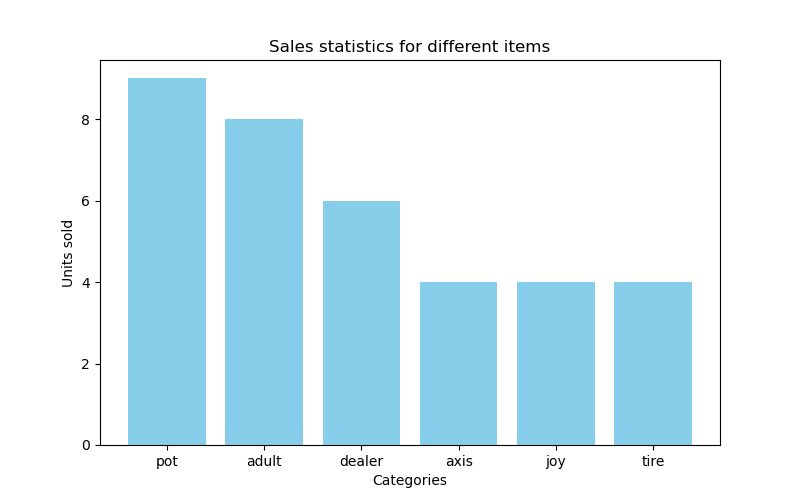 Sales statistics for different items
Units sold
8
6
4
2
0
pot adult dealer axis joy tire
Categories